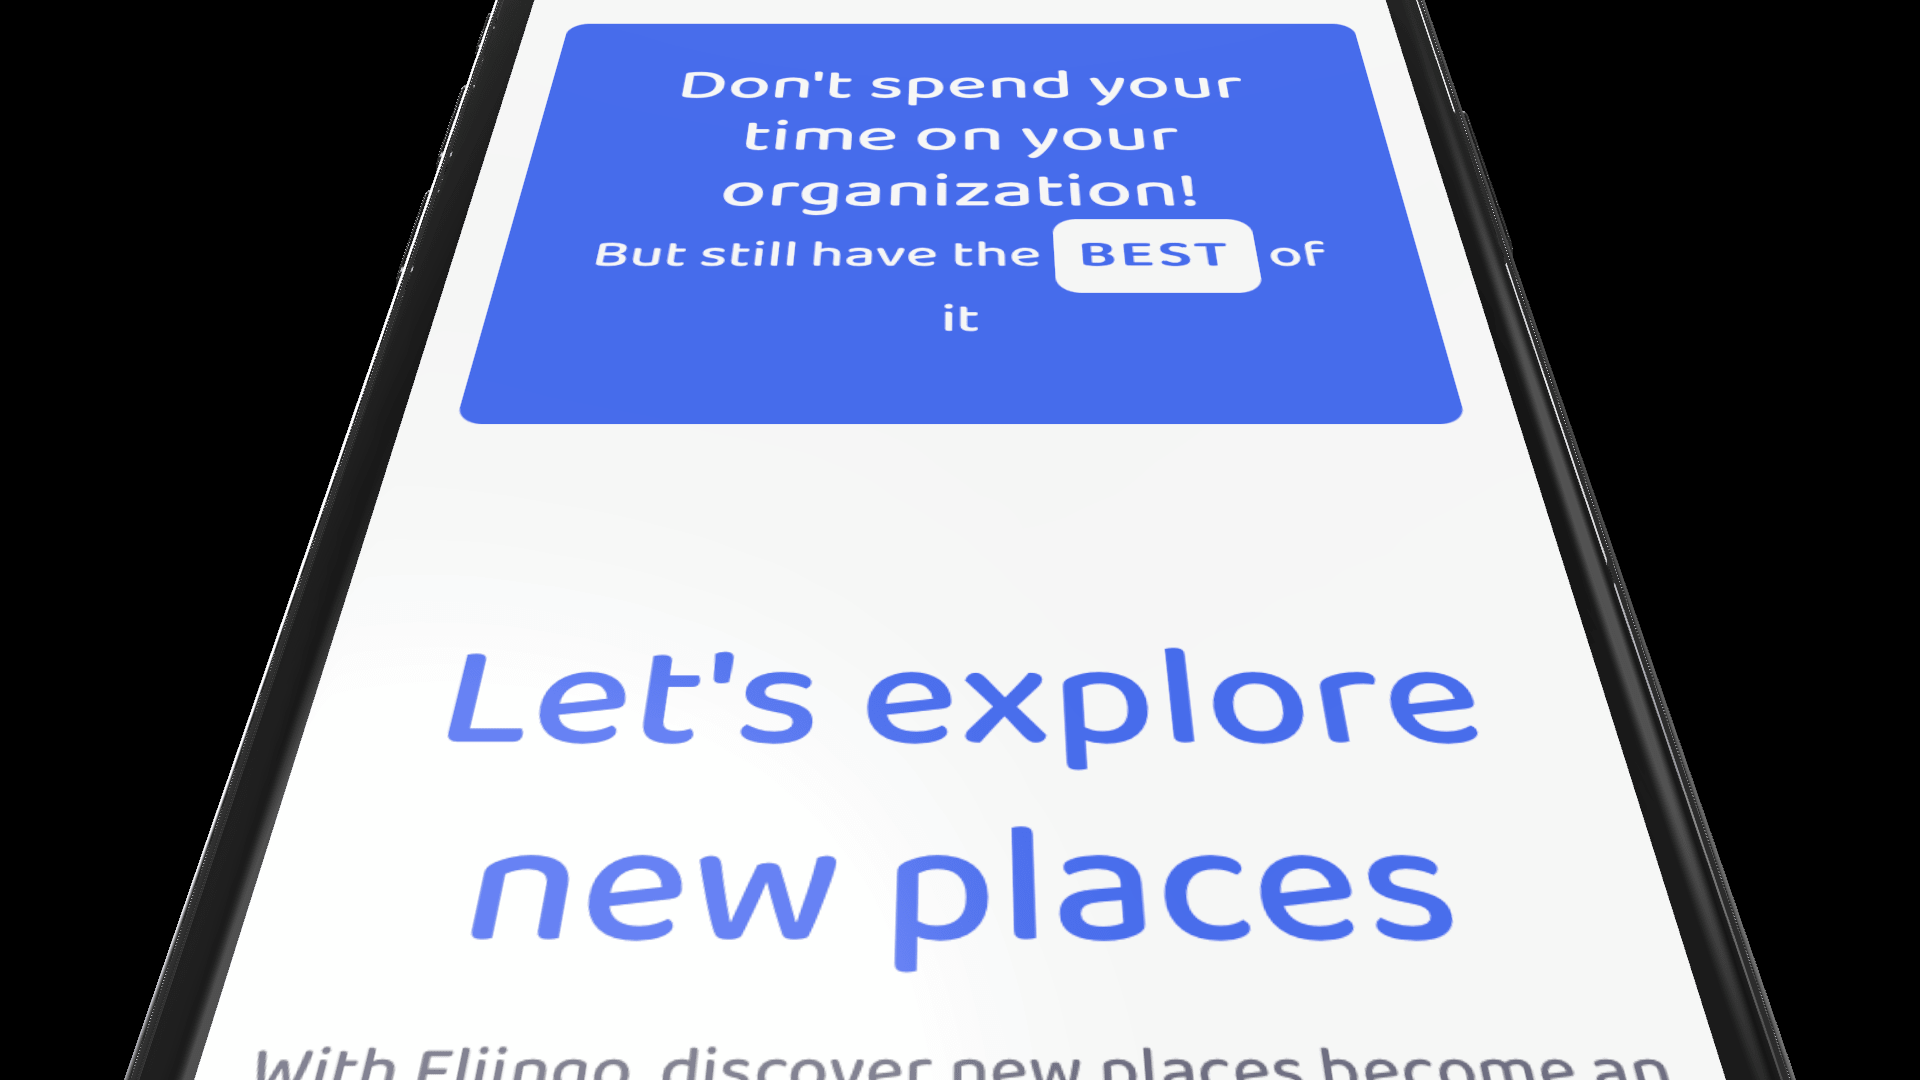 Don't spend your
time on your
organization!
But still have the BEST of
it
Let's explore
new places
With Fliingo, discover new places become an